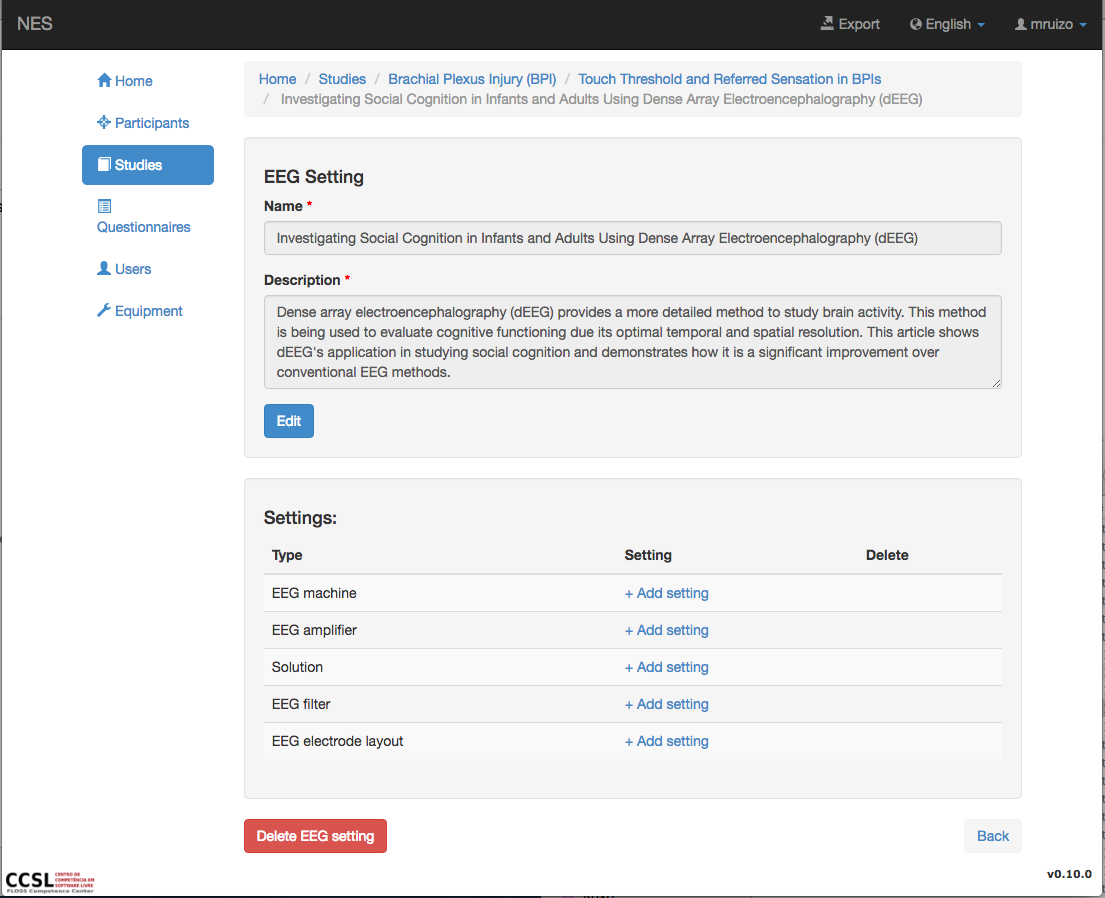 NES
Export
English
mruizo
Home
Participants
Studies
Questionnaires
Users
Equipment
Home / Studies / Brachial Plexus Injury (BPI) / Touch Threshold and Referred Sensation in BPIs
/ Investigating Social Cognition in Infants and Adults Using Dense Array Electroencephalography (dEEG)
EEG Setting
Name *
Investigating Social Cognition in Infants and Adults Using Dense Array Electroencephalography (dEEG)
Description *
Dense array electroencephalography (dEEG) provides a more detailed method to study brain activity. This method
is being used to evaluate cognitive functioning due its optimal temporal and spatial resolution. This article shows
dEEG's application in studying social cognition and demonstrates how it is a significant improvement over
conventional EEG methods.
Edit
Settings:
Type Setting Delete
EEG machine + Add setting
EEG amplifier + Add setting
Solution + Add setting
EEG filter + Add setting
EEG electrode layout + Add setting
Delete EEG setting
Back
v0.10.0
CCSL
CENTRO DE
COMPETÊNCIA EM
SOFTWARE LIVRE
FLOSS Competence Center